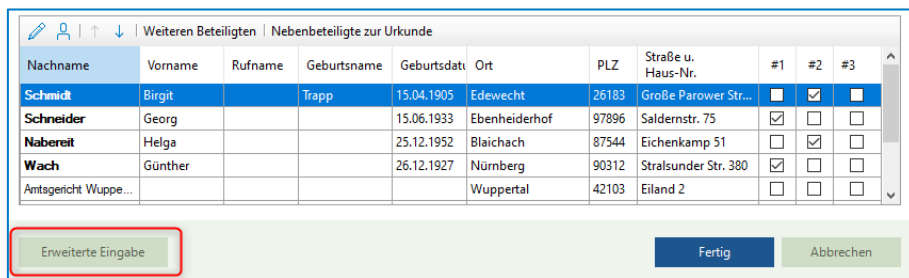 Weiteren Beteiligten | Nebenbeteiligte zur Urkunde
Nachname Vorname Rufname Geburtsname Geburtsdatı Ort PLZ Straße u. Haus-Nr. #1 #2 #3
Schmidt Birgit Trapp 15.04.1905 Edewecht 26183 Große Parower Str...
Schneider Georg 15.06.1933 Ebenheiderhof 97896 Saldernstr. 75
Nabereit Helga 25.12.1952 Blaichach 87544 Eichenkamp 51
Wach Günther 26.12.1927 Nürnberg 90312 Stralsunder Str. 380
Amtsgericht Wuppe... Wuppertal 42103 Eiland 2
Erweiterte Eingabe Fertig Abbrechen